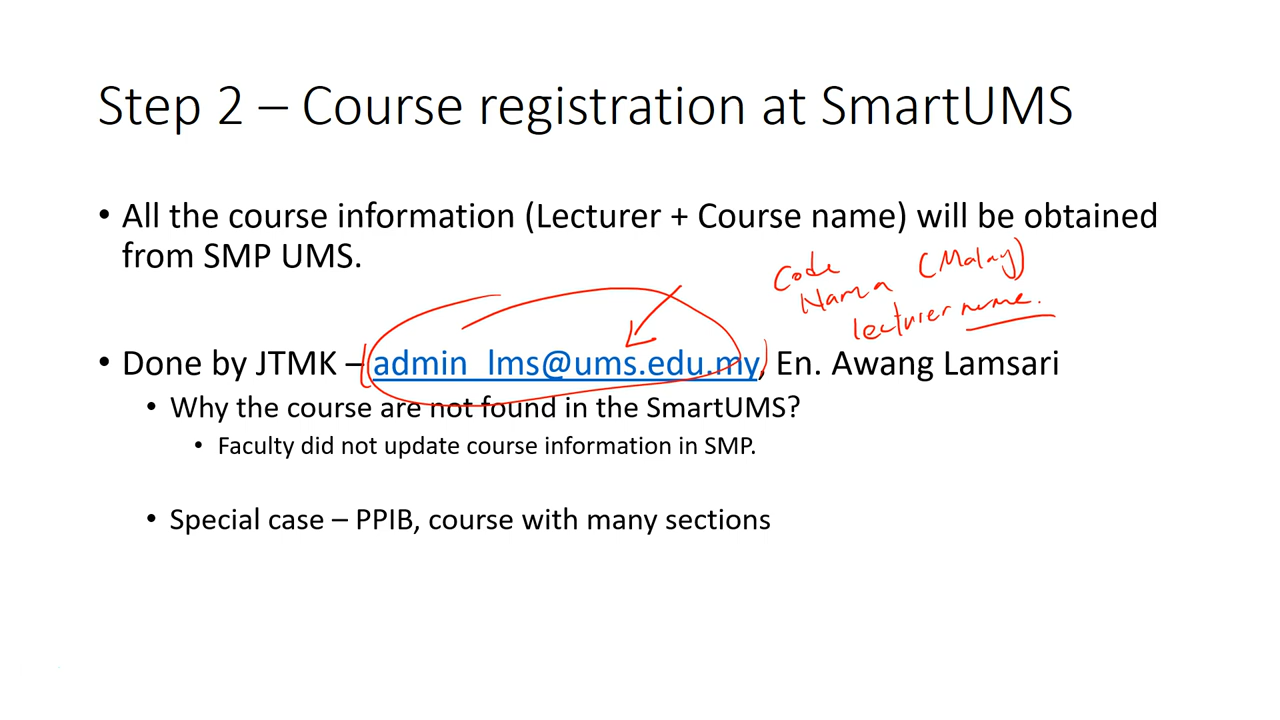 Step 2 – Course registration at SmartUMS
• All the course information (Lecturer + Course name) will be obtained
from SMP UMS.
Code (Malay)
Nama
lecturer name.
• Done by JTMK – admin_lms@ums.edu.my, En. Awang Lamsari
• Why the course are not found in the SmartUMS?
• Faculty did not update course information in SMP.
• Special case – PPIB, course with many sections